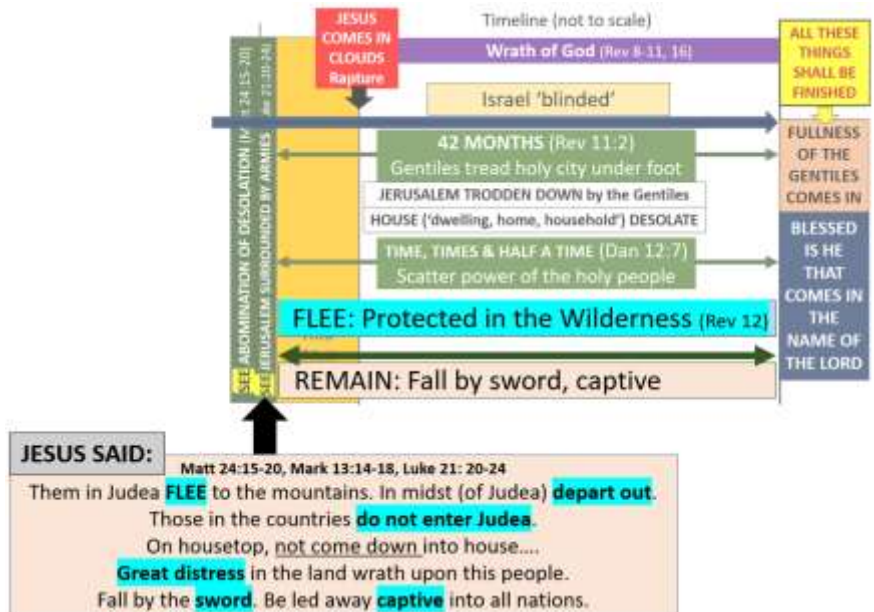 JESUS
COMES IN
CLOUDS
Rapture
Timeline (not to scale)
Wrath of God (Rev 8-11, 16)
ALL THESE
THINGS
SHALL BE
FINISHED
Israel 'blinded'
42 MONTHS (Rev 11:2)
Gentiles tread holy city under foot
JERUSALEM TRODDEN DOWN by the Gentiles
HOUSE ('dwelling, home, household') DESOLATE
TIME, TIMES & HALF A TIME (Dan 12:7)
Scatter power of the holy people
FULLNESS
OF THE
GENTILES
COMES IN
BLESSED
IS HE
THAT
COMES IN
THE
NAME OF
THE LORD
SEE ABOMINATION OF DESOLATION 24:15-20)
SEE JERUSALEM SURROUNDED BY ARMIES 21:20-24)
FLEE: Protected in the Wilderness (Rev 12)
REMAIN: Fall by sword, captive
JESUS SAID:
Matt 24:15-20, Mark 13:14-18, Luke 21: 20-24
Them in Judea FLEE to the mountains. In midst (of Judea) depart out.
Those in the countries do not enter Judea.
On housetop, not come down into house....
Great distress in the land wrath upon this people.
Fall by the sword. Be led away captive into all nations.